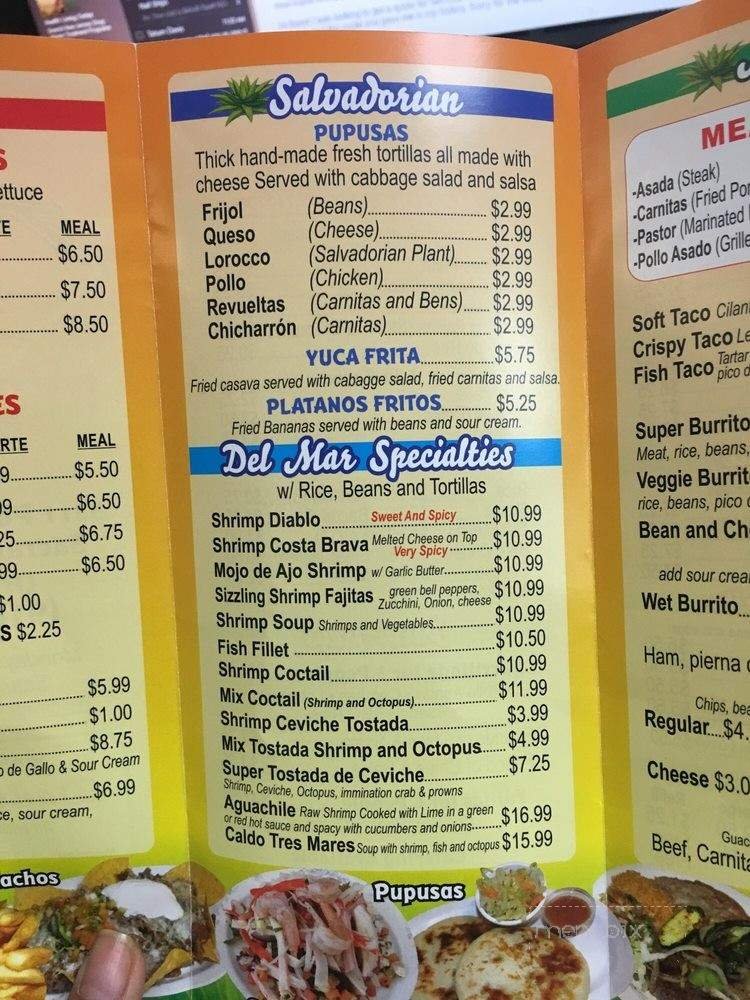 Salvadorian
PUPUSAS
Thick hand-made fresh tortillas all made with
cheese Served with cabbage salad and salsa
Frijol (Beans)..................... $2.99
Queso (Cheese)..................... $2.99
Lorocco (Salvadorian Plant)..... $2.99
Pollo (Chicken)..................... $2.99
Revueltas (Carnitas and Bens)..... $2.99
Chicharrón (Carnitas)..................... $2.99
YUCA FRITA...............$5.75
Fried casava served with cabagge salad, fried carnitas and salsa.
PLATANOS FRITOS............. $5.25
Fried Bananas served with beans and sour cream.
Del Mar Specialties
w/ Rice, Beans and Tortillas
Shrimp Diablo Sweet And Spicy $10.99
Shrimp Costa Brava Melted Cheese on Top $10.99
Very Spicy
Mojo de Ajo Shrimp w/ Garlic Butter..........$10.99
Sizzling Shrimp Fajitas green bell peppers, $10.99
Zucchini, Onion, cheese
Shrimp Soup Shrimps and Vegetables..........$10.99
Fish Fillet ..........$10.50
Shrimp Coctail..........$10.99
Mix Coctail (Shrimp and Octopus)..........$11.99
Shrimp Ceviche Tostada..........$3.99
Mix Tostada Shrimp and Octopus..... $4.99
Super Tostada de Ceviche..........$7.25
Shrimp, Ceviche, Octopus, immination crab & prowns
Aguachile Raw Shrimp Cooked with Lime in a green $16.99
or red hot sauce and spacy with cucumbers and onions.......
Caldo Tres Mares Soup with shrimp, fish and octopus $15.99
Pupusas
S
ettuce
TE MEAL
$6.50
$7.50
$8.50
ES
RTE MEAL
9..........$5.50
99..........$6.50
25..........$6.75
99..........$6.50
$1.00
S $2.25
$5.99
$1.00
$8.75
o de Gallo & Sour Cream
$6.99
ce, sour cream,
achos
ME
-Asada (Steak)
-Carnitas (Fried Por
-Pastor (Marinated
-Pollo Asado (Grille
Soft Taco Cilan
Crispy Taco Le
Fish Taco Tartar
pico d
Super Burrito
Meat, rice, beans,
Veggie Burrit
rice, beans, pico
Bean and Ch
add sour crea
Wet Burrito
Ham, pierna
Chips, bea
Regular....$4.
Cheese $3.0
Guac
Beef, Carnita